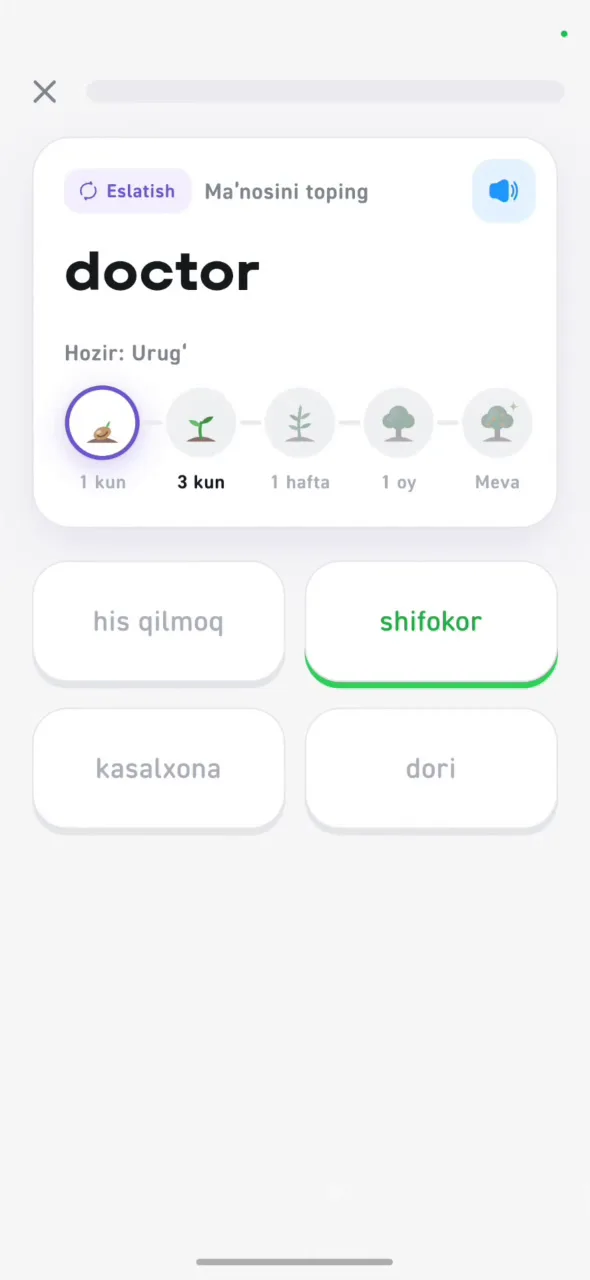 Eslatish Ma'nosini toping
doctor
Hozir: Urug‘
1 kun 3 kun 1 hafta 1 oy Meva
his qilmoq shifokor
kasalxona dori